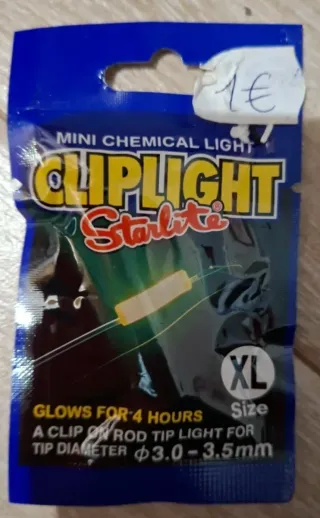 1€
MINI CHEMICAL LIGHT
CLIPLIGHT
Starlite
XL
Size
GLOWS FOR 4 HOURS
A CLIP ON ROD TIP LIGHT FOR
TIP DIAMETER ϕ3.0-3.5mm